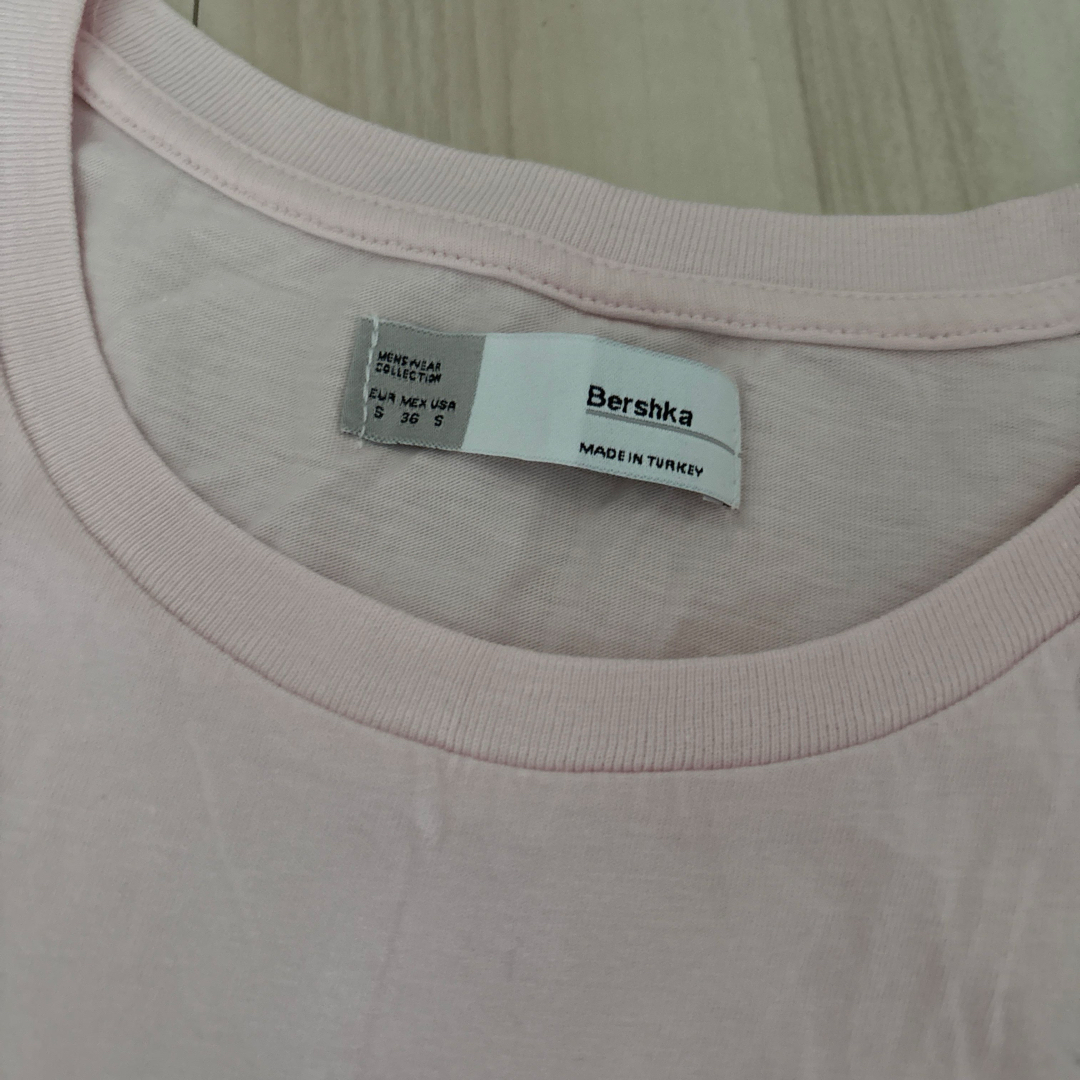 MENSWEAR
COLLECTION
EUR MEX USA
S 36 S
Bershka
MADE IN TURKEY